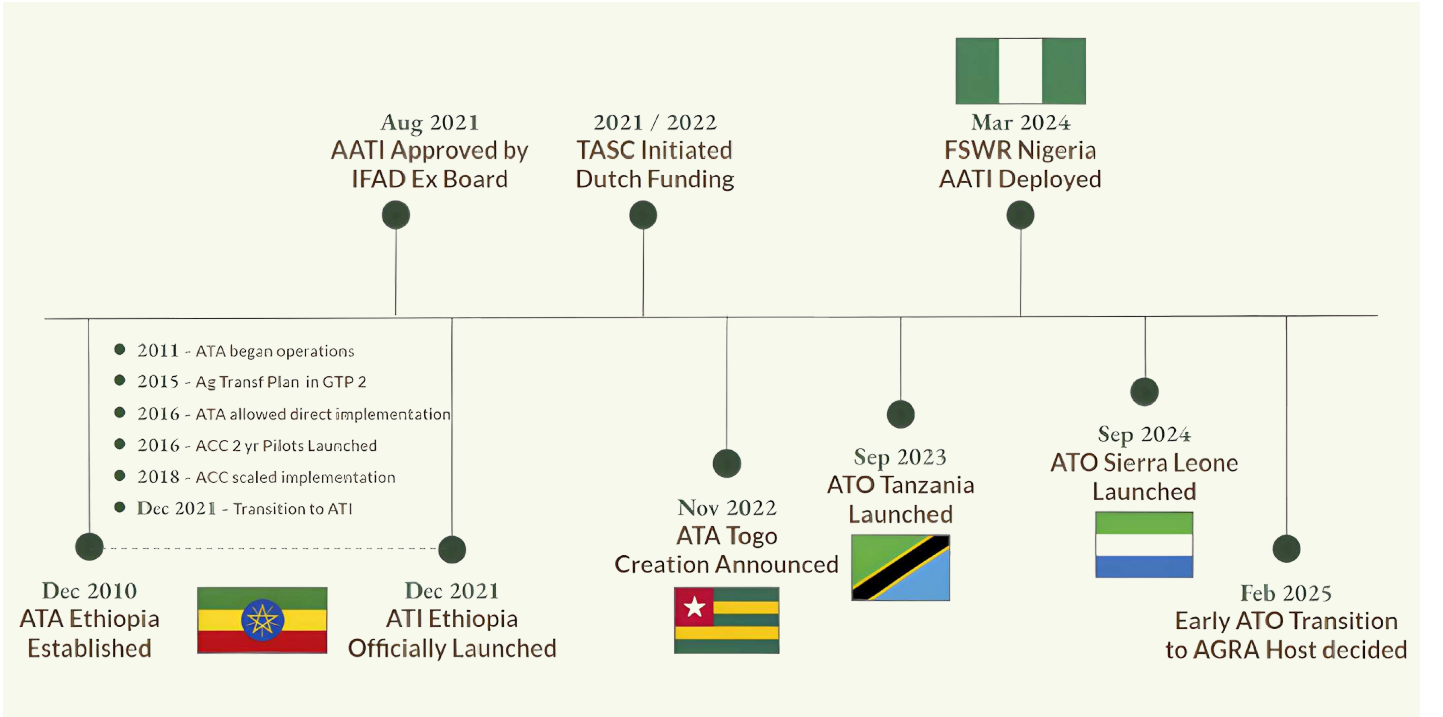 Aug 2021
AATI Approved by
IFAD Ex Board
2021 / 2022
TASC Initiated
Dutch Funding
Mar 2024
FSWR Nigeria
AATI Deployed
2011 - ATA began operations
2015 - Ag Transf Plan in GTP 2
2016 - ATA allowed direct implementation
2016 - ACC 2 yr Pilots Launched
2018 - ACC scaled implementation
Dec 2021 - Transition to ATI
Dec 2010
ATA Ethiopia
Established
Dec 2021
ATI Ethiopia
Officially Launched
Nov 2022
ATA Togo
Creation Announced
Sep 2023
ATO Tanzania
Launched
Sep 2024
ATO Sierra Leone
Launched
Feb 2025
Early ATO Transition
to AGRA Host decided